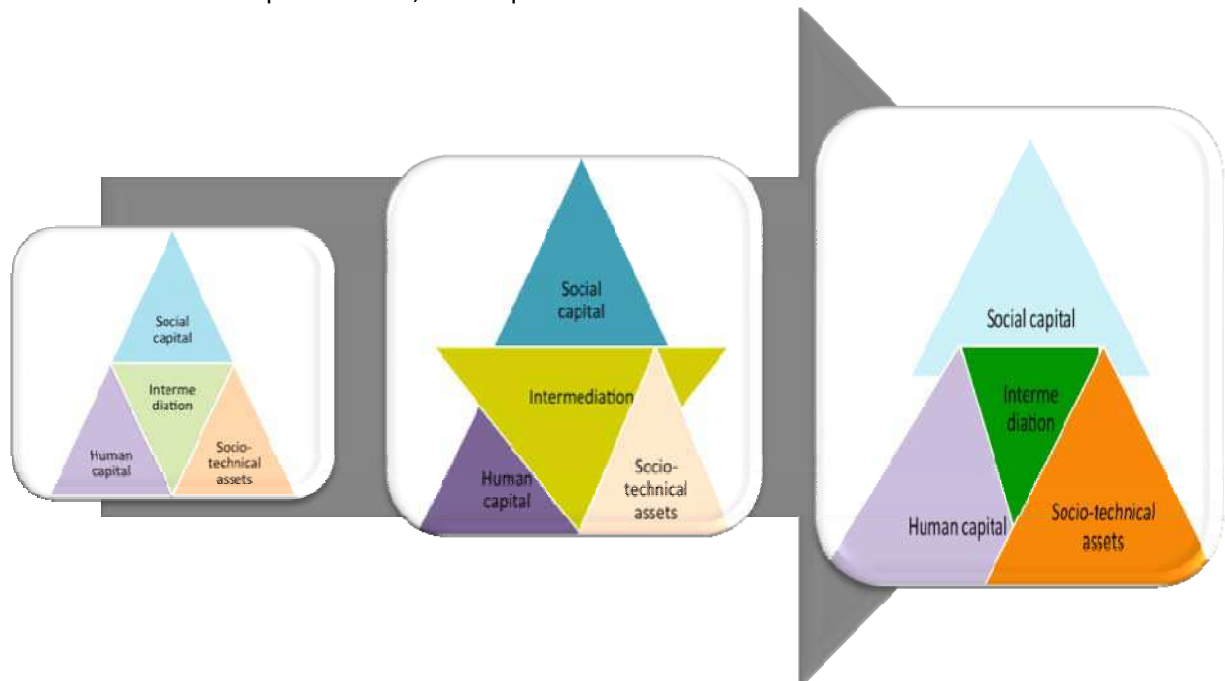 Social
capital
Interme
diation
Human
capital
Socio-
technical
assets
Social
capital
Intermediation
Human
capital
Socio-
technical
assets
Social capital
Interme
diation
Human capital
Socio-technical
assets